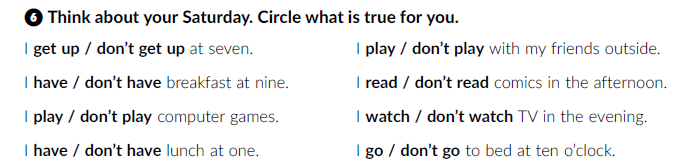 6 Think about your Saturday. Circle what is true for you.
I get up / don't get up at seven.
I have / don't have breakfast at nine.
I play / don't play computer games.
I have / don't have lunch at one.
I play / don't play with my friends outside.
I read / don't read comics in the afternoon.
I watch / don't watch TV in the evening.
I go / don't go to bed at ten o'clock.